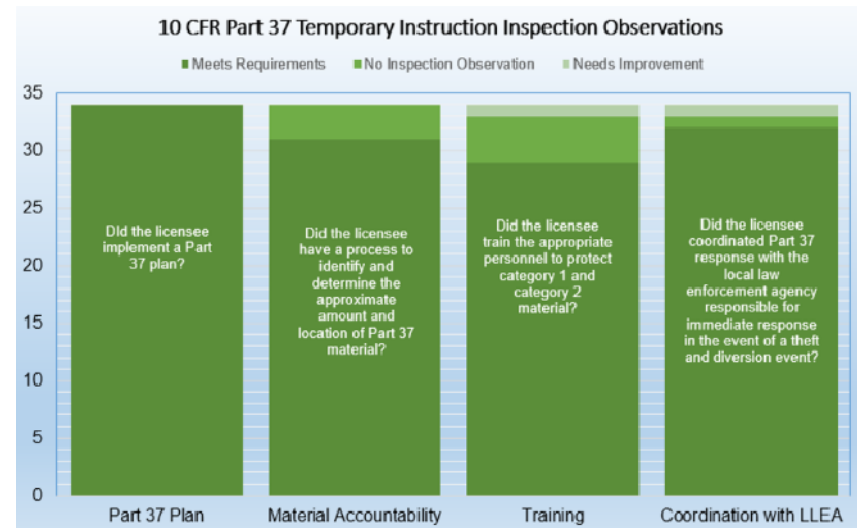 10 CFR Part 37 Temporary Instruction Inspection Observations
Meets Requirements No Inspection Observation Needs Improvement
35
30
25
20
15
10
5
0
Did the licensee
implement a Part
37 plan?
Did the licensee
have a process to
identify and
determine the
approximate
amount and
location of Part 37
material?
Did the licensee
train the appropriate
personnel to protect
category 1 and
category 2
material?
Did the licensee
coordinated Part 37
response with the
local law
enforcement agency
responsible for
immediate response
in the event of a theft
and diversion event?
Part 37 Plan Material Accountability Training Coordination with LLEA